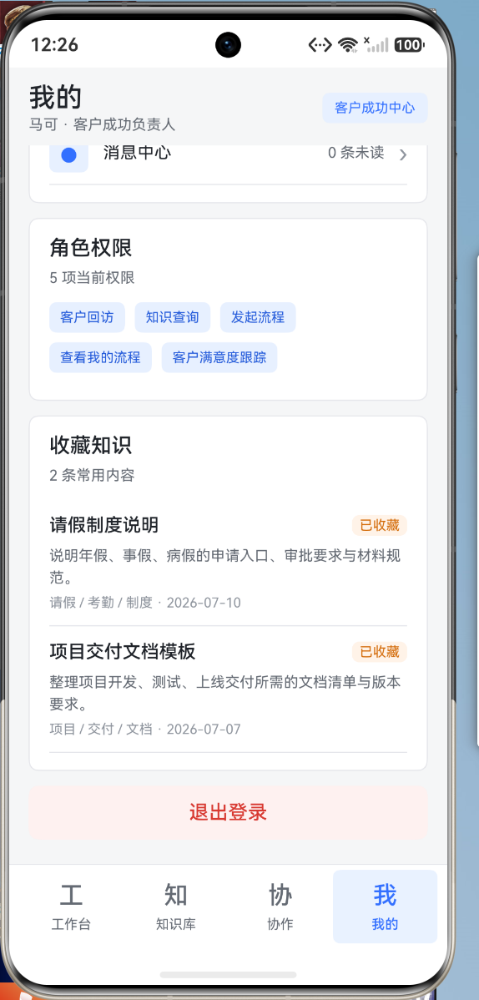 12:26
100
我的
马可 · 客户成功负责人
客户成功中心
消息中心
0 条未读
角色权限
5 项当前权限
客户回访
知识查询
发起流程
查看我的流程
客户满意度跟踪
收藏知识
2 条常用内容
请假制度说明
已收藏
说明年假、事假、病假的申请入口、审批要求与材料规
范。
请假 / 考勤 / 制度 · 2026-07-10
项目交付文档模板
已收藏
整理项目开发、测试、上线交付所需的文档清单与版本
要求。
项目 / 交付 / 文档 · 2026-07-07
退出登录
工
知
协
我
工作台
知识库
协作
我的